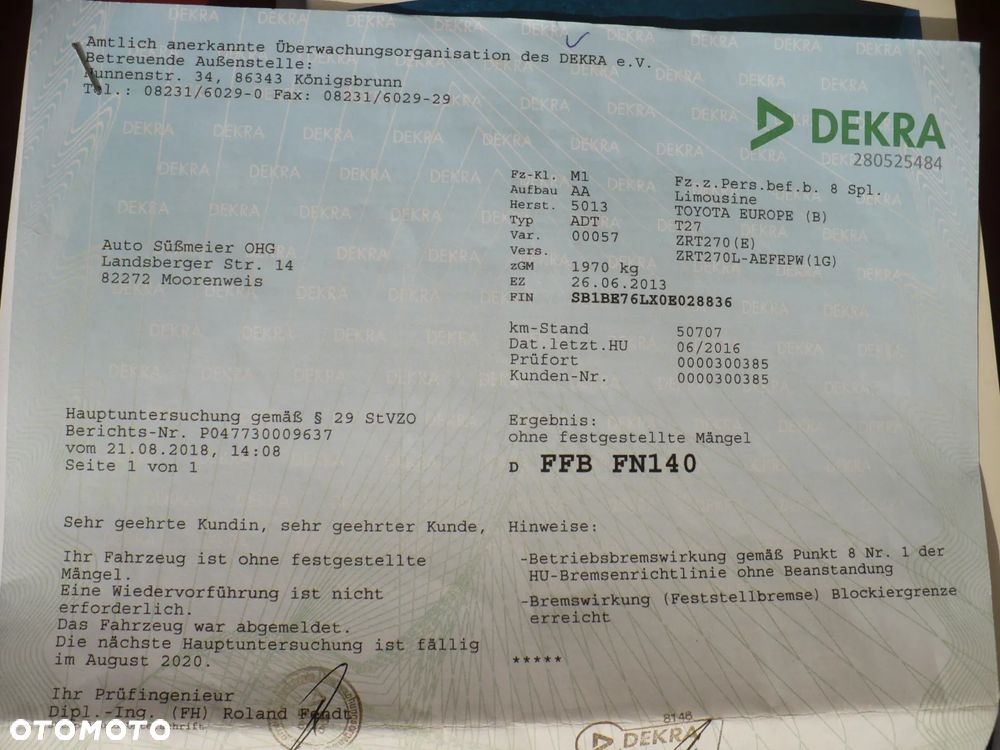 Amtlich anerkannte Überwachungsorganisation des DEKRA e.V.
Betreuende Außenstelle:
Nunnenstr. 34, 86343 Königsbrunn
Tel.: 08231/6029-0 Fax: 08231/6029-29
DEKRA
280525484
Fz-Kl. M1 Fz.z.Pers.bef.b. 8 Spl.
Aufbau AA Limousine
Herst. 5013 TOYOTA EUROPE (B)
Typ ADT T27
Var. 00057 ZRT270(E)
Vers. ZRT270L-AEFEPW(1G)
zGM 1970 kg
EZ 26.06.2013
FIN SB1BE76LX0E028836
Auto Süßmeier OHG
Landsberger Str. 14
82272 Moorenweis
km-Stand 50707
Dat.letzt.HU 06/2016
Prüfort 0000300385
Kunden-Nr. 0000300385
Hauptuntersuchung gemäß § 29 StVZO
Berichts-Nr. P047730009637
vom 21.08.2018, 14:08
Seite 1 von 1
Ergebnis:
ohne festgestellte Mängel
D FFB FN140
Sehr geehrte Kundin, sehr geehrter Kunde,
Ihr Fahrzeug ist ohne festgestellte
Mängel.
Eine Wiedervorführung ist nicht
erforderlich.
Das Fahrzeug war abgemeldet.
Die nächste Hauptuntersuchung ist fällig
im August 2020.
Hinweise:
-Betriebsbremswirkung gemäß Punkt 8 Nr. 1 der
HU-Bremsenrichtlinie ohne Beanstandung
-Bremswirkung (Feststellbremse) Blockiergrenze
erreicht
*****
Ihr Prüfingenieur
Dipl.-Ing. (FH) Roland Fendt
8146
DEKRA
OTOMOTO